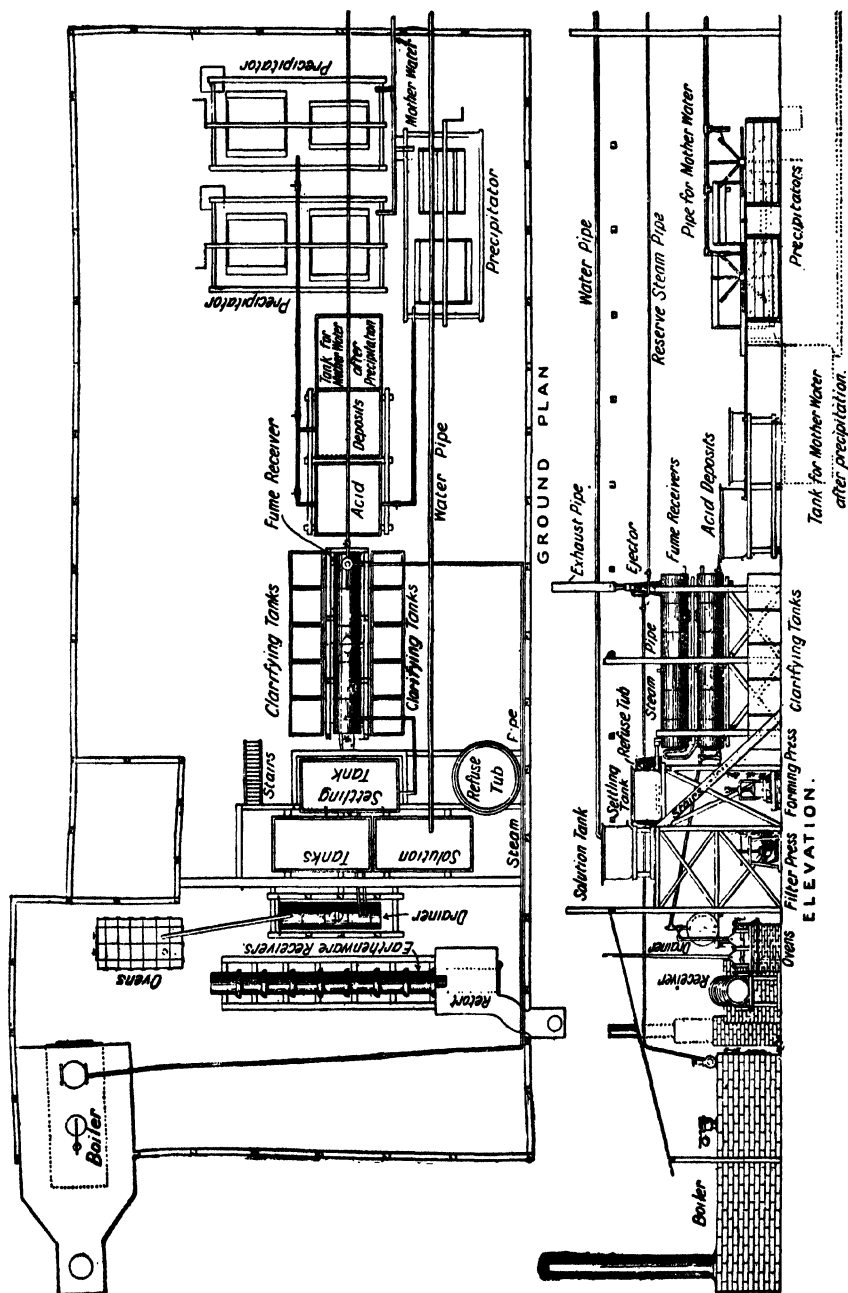 Precipitator
Precipitator
Mother Water
Precipitator
Tank for
Mother Water
after
Precipitation
Fume Receiver
Deposits
Acid
Water Pipe
Clarifying Tanks
Clarifying Tanks
Stairs
Settling
Tank
Refuse
Tub
Steam
Pipe
Tanks
Solution
Drainer
Earthenware Receivers.
Ovens
Retort
Boiler
GROUND PLAN
Water Pipe
Reserve Steam Pipe
Pipe for Mother Water
Precipitators
Exhaust Pipe
Ejector
Fume Receivers
Acid Deposits
Tank for Mother Water
after precipitation.
Steam Pipe
Clarifying Tanks
Solution Tank
Settling
Tank
Refuse Tub
Stairs
Forming Press
Filter Press
Drainer
Ovens
Receiver
Boiler
ELEVATION.